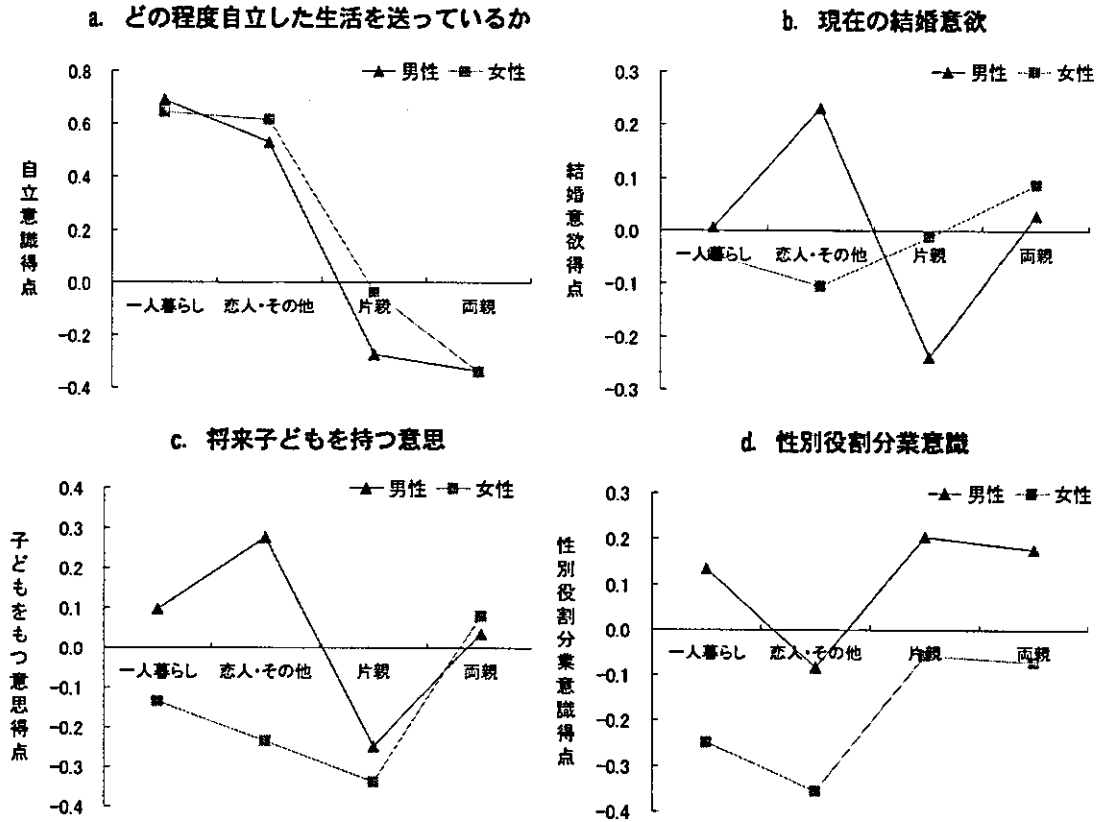 a. どの程度自立した生活を送っているか
男性 女性
自立意識得点
0.8
0.6
0.4
0.2
0.0
-0.2
-0.4
一人暮らし 恋人・その他 片親 両親
b. 現在の結婚意欲
男性 女性
結婚意欲得点
0.3
0.2
0.1
0.0
-0.1
-0.2
-0.3
一人暮らし 恋人・その他 片親 両親
c. 将来子どもを持つ意思
男性 女性
子どもをもつ意思得点
0.4
0.3
0.2
0.1
0.0
-0.1
-0.2
-0.3
-0.4
一人暮らし 恋人・その他 片親 両親
d. 性別役割分業意識
男性 女性
性別役割分業意識得点
0.3
0.2
0.1
0.0
-0.1
-0.2
-0.3
-0.4
一人暮らし 恋人・その他 片親 両親